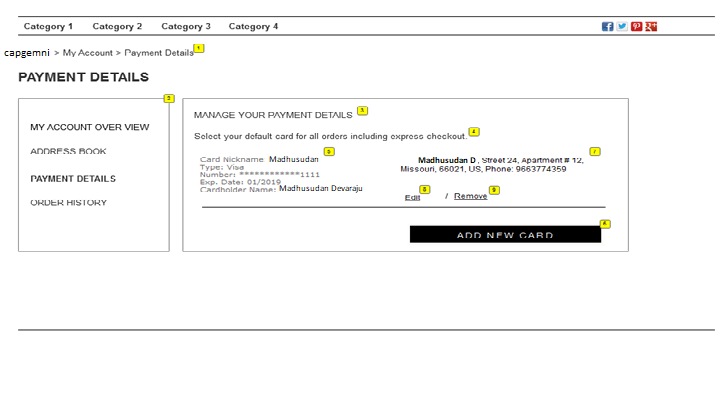 Category 1 Category 2 Category 3 Category 4
capgemni > My Account > Payment Details 1
PAYMENT DETAILS
2
MY ACCOUNT OVER VIEW
ADDRESS BOOK
PAYMENT DETAILS
ORDER HISTORY
MANAGE YOUR PAYMENT DETAILS 3
Select your default card for all orders including express checkout. 4
Card Nickname: Madhusudan
Type: Visa
Number: ************1111
Exp. Date: 01/2019
Cardholder Name: Madhusudan Devaraju
Madhusudan D, Street 24, Apartment # 12, 7
Missouri, 66021, US, Phone: 9663774359
Edit 8 / Remove 9
ADD NEW CARD